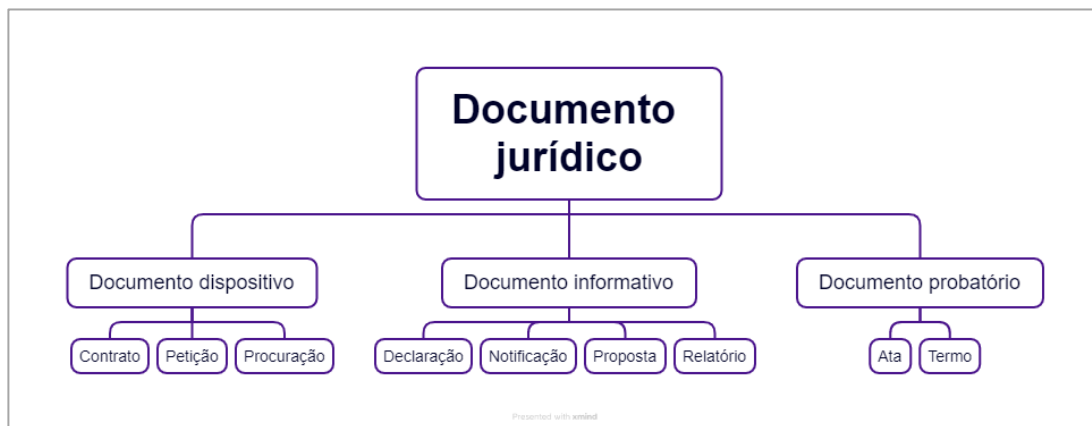 Documento
jurídico
Documento dispositivo
Documento informativo
Documento probatório
Contrato
Petição
Procuração
Declaração
Notificação
Proposta
Relatório
Ata
Termo
Presented with xmind